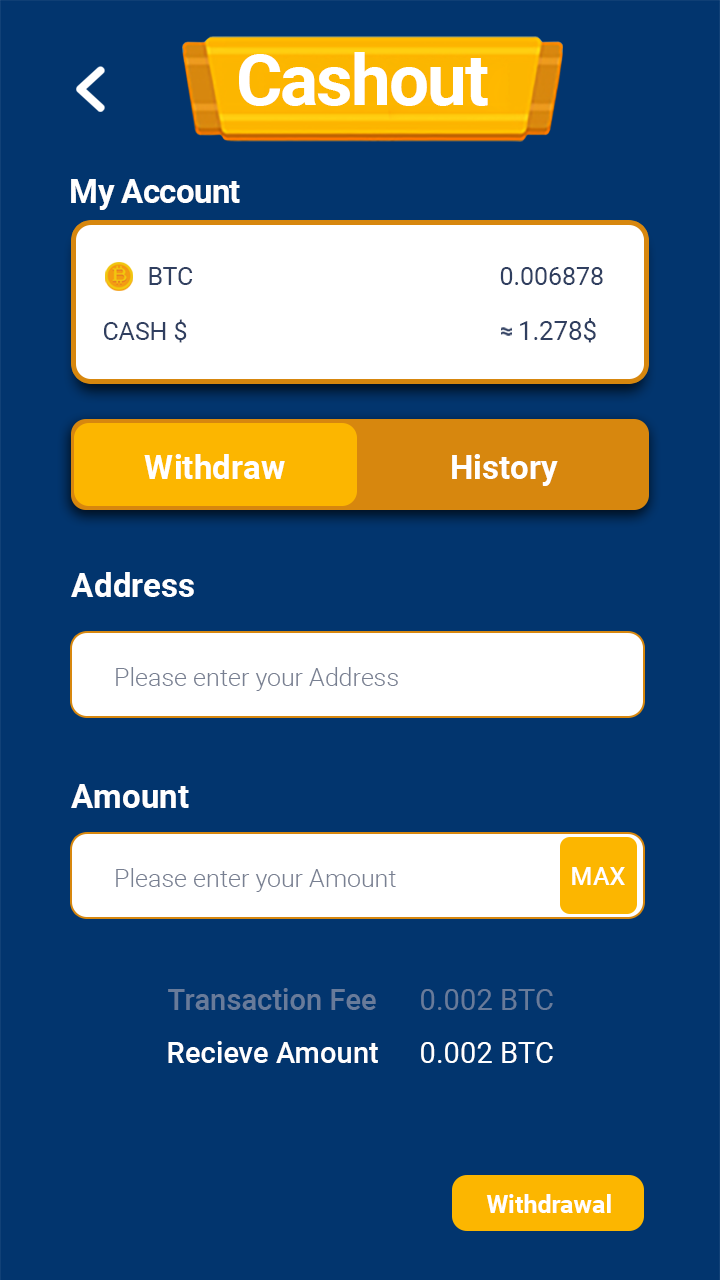 Cashout
My Account
BTC 0.006878
CASH $ ≈ 1.278$
Withdraw History
Address
Please enter your Address
Amount
Please enter your Amount MAX
Transaction Fee 0.002 BTC
Recieve Amount 0.002 BTC
Withdrawal